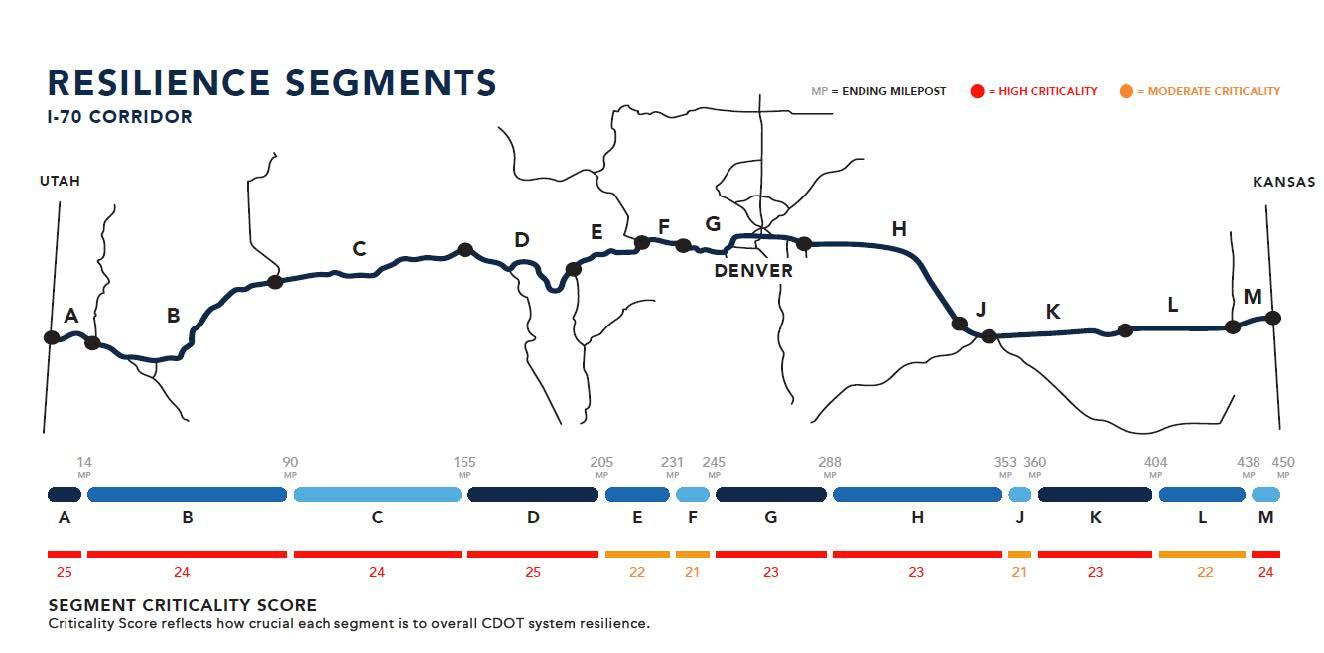 RESILIENCE SEGMENTS
I-70 CORRIDOR
MP = ENDING MILEPOST = HIGH CRITICALITY = MODERATE CRITICALITY
UTAH
KANSAS
A B C D E F G H J K L M
DENVER
14 90 155 205 231 245 288 353 360 404 438 450
MP MP MP MP MP MP MP MP MP MP MP MP
A B C D E F G H J K L M
25 24 24 25 22 21 23 23 21 23 22 24
SEGMENT CRITICALITY SCORE
Criticality Score reflects how crucial each segment is to overall CDOT system resilience.